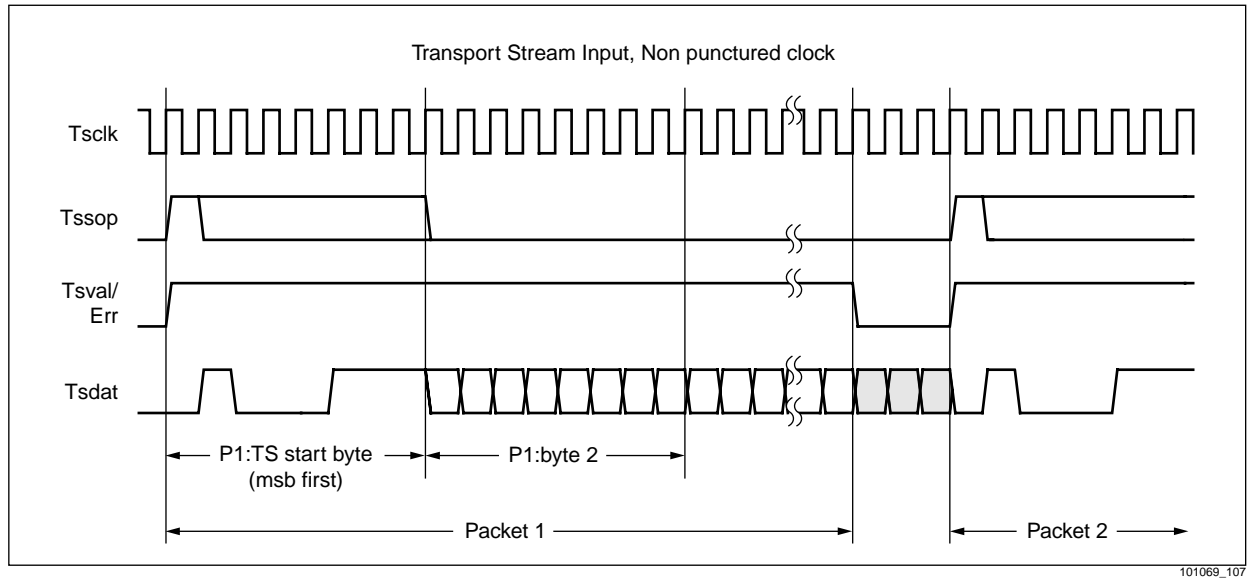 Transport Stream Input, Non punctured clock
Tsclk
Tssop
Tsval/
Err
Tsdat
P1:TS start byte
(msb first)
P1:byte 2
Packet 1
Packet 2
101069_107